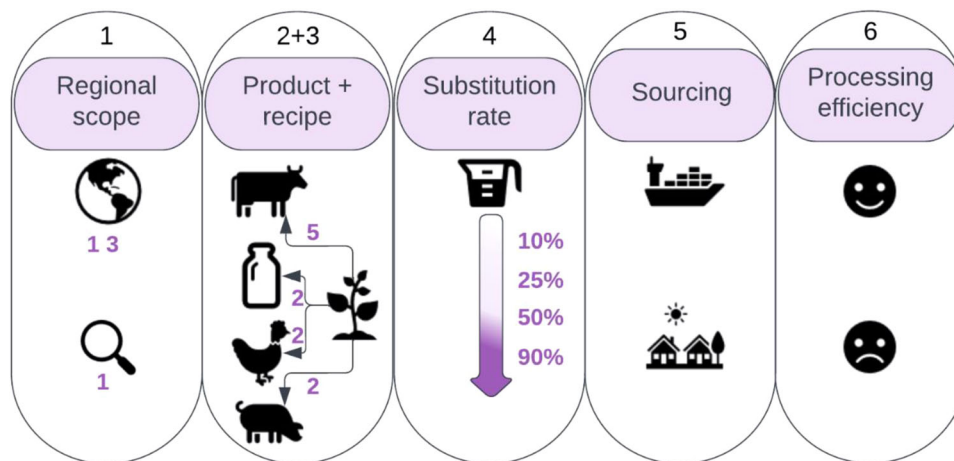 1
Regional
scope
1 3
1
2+3
Product +
recipe
5
2
2
2
4
Substitution
rate
10%
25%
50%
90%
5
Sourcing
6
Processing
efficiency